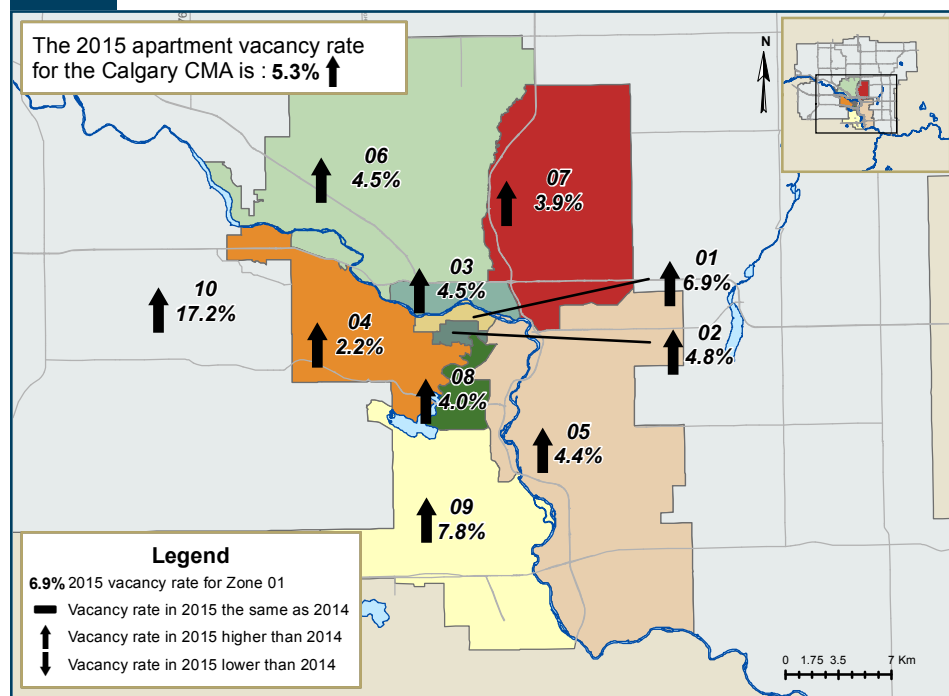 The 2015 apartment vacancy rate
for the Calgary CMA is : 5.3%
N
06
4.5%
07
3.9%
01
6.9%
03
4.5%
10
17.2%
04
2.2%
02
4.8%
08
4.0%
05
4.4%
09
7.8%
Legend
6.9% 2015 vacancy rate for Zone 01
Vacancy rate in 2015 the same as 2014
Vacancy rate in 2015 higher than 2014
Vacancy rate in 2015 lower than 2014
0 1.75 3.5 7 Km